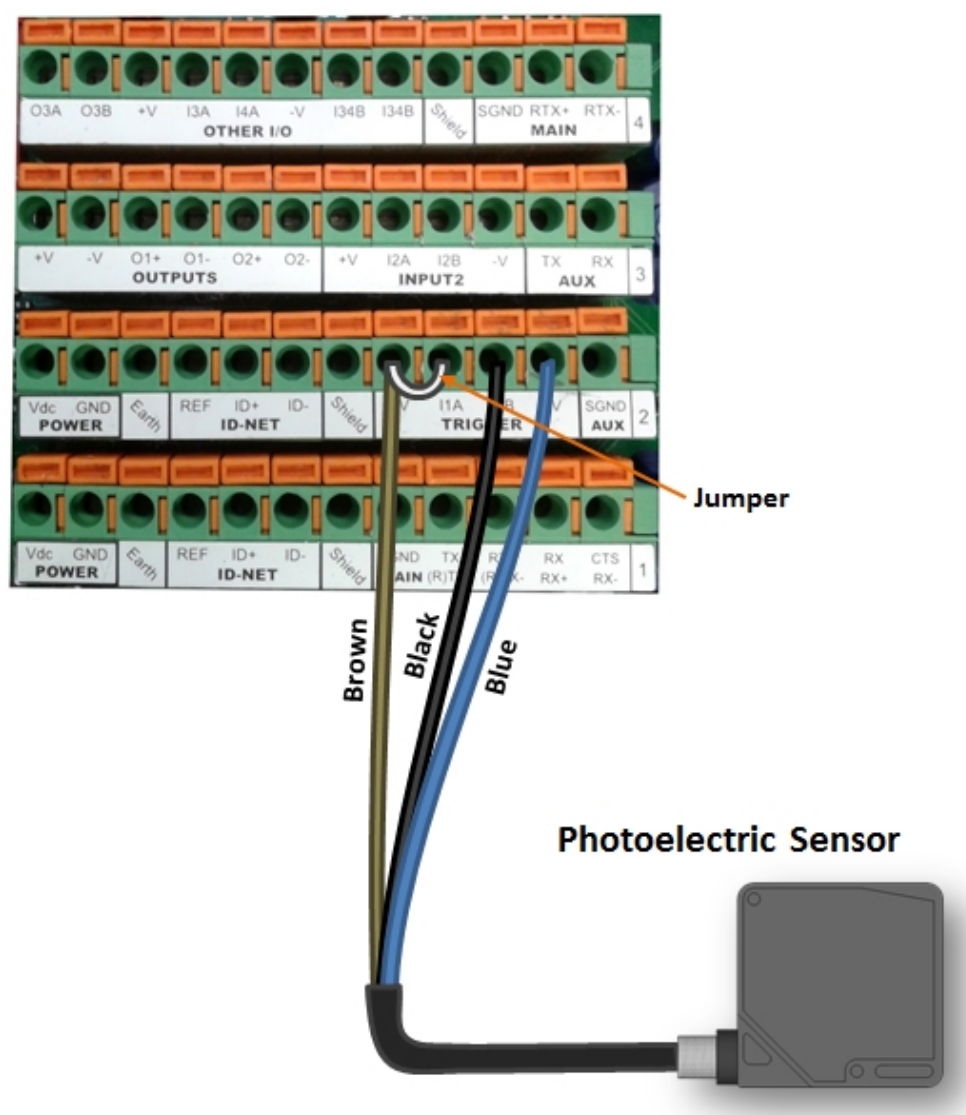 O3A O3B +V I3A I4A -V I34B I34B Shield SGND RTX+ RTX-
OTHER I/O MAIN 4
+V -V O1+ O1- O2+ O2- +V I2A I2B -V TX RX
OUTPUTS INPUT2 AUX 3
Vdc GND Earth REF ID+ ID- Shield I1A SGND
POWER ID-NET TRIGGER AUX 2
Jumper
Vdc GND Earth REF ID+ ID- Shield TX RX CTS
POWER ID-NET RX+ RX- 1
Brown
Black
Blue
Photoelectric Sensor